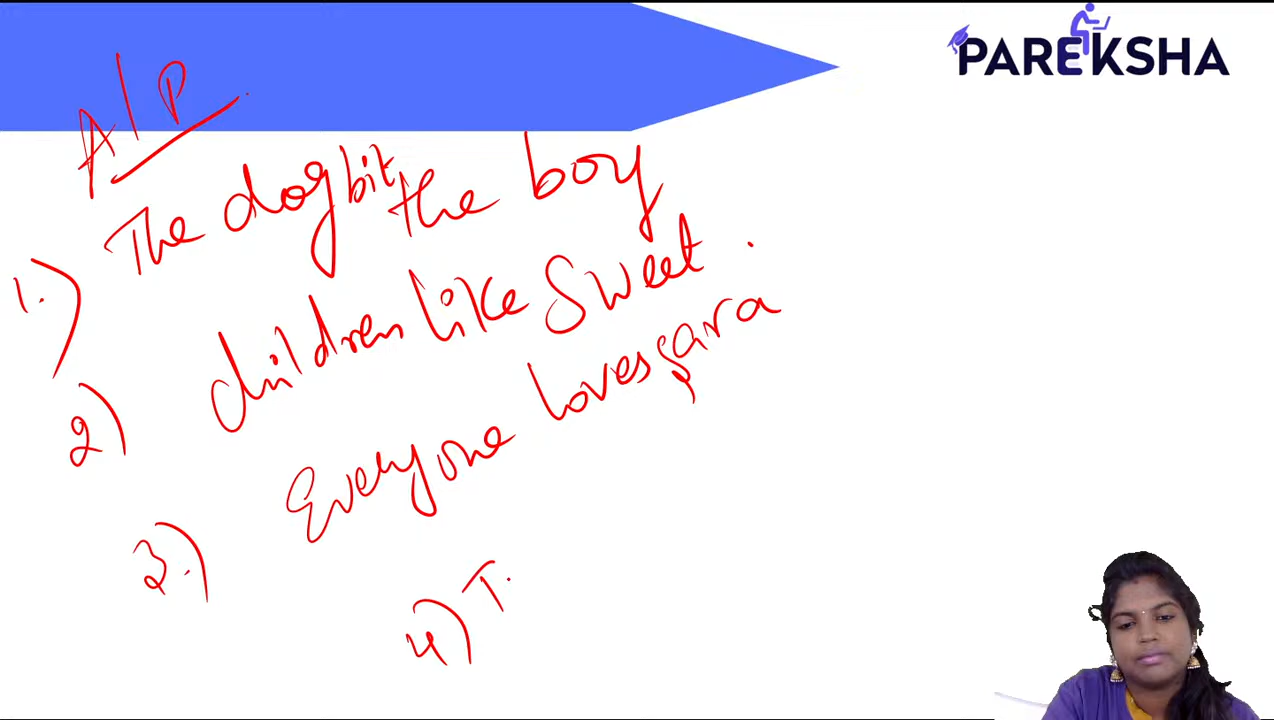 PAREKSHA
A/P
1.) The dog bit the boy
2) children like Sweet.
3.) Everyone loves sara
4) T.